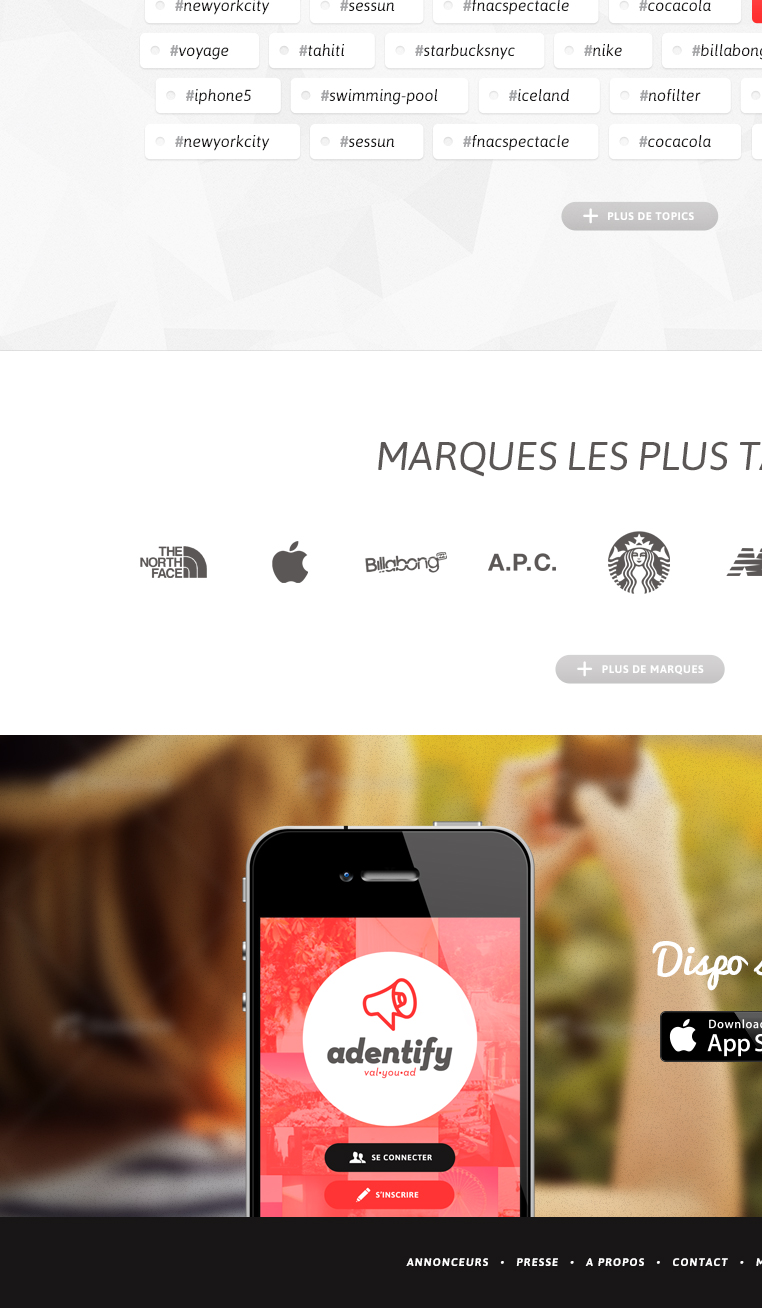 #newyorkcity #sessun #fnacspectacle #cocacola
#voyage #tahiti #starbucksnyc #nike #billabong
#iphone5 #swimming-pool #iceland #nofilter
#newyorkcity #sessun #fnacspectacle #cocacola
PLUS DE TOPICS
MARQUES LES PLUS
THE
NORTH
FACE
Billabong A.P.C.
PLUS DE MARQUES
Dispo
Download
App S
adentify
val•you•ad
SE CONNECTER
S'INSCRIRE
ANNONCEURS • PRESSE • A PROPOS • CONTACT •